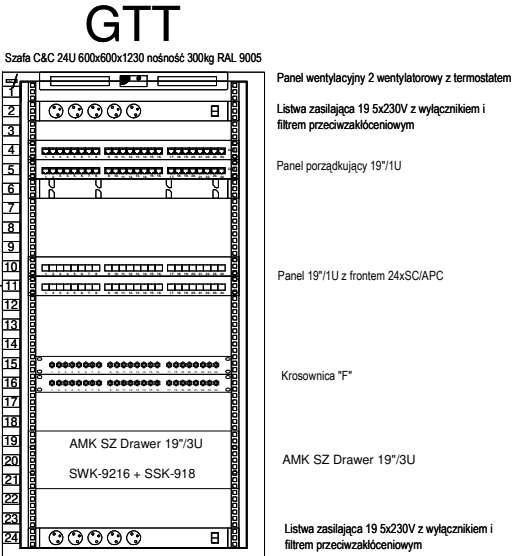 GTT
Szafa C&C 24U 600x600x1230 nośność 300kg RAL 9005
Panel wentylacyjny 2 wentylatorowy z termostatem
1
2
Listwa zasilająca 19 5x230V z wyłącznikiem i
filtrem przeciwzakłóceniowym
3
4
5
Panel porządkujący 19"/1U
6
7
8
9
10
Panel 19"/1U z frontem 24xSC/APC
11
12
13
14
15
Krosownica "F"
16
17
18
19
AMK SZ Drawer 19"/3U
20
AMK SZ Drawer 19"/3U
21
SWK-9216 + SSK-918
22
23
24
Listwa zasilająca 19 5x230V z wyłącznikiem i
filtrem przeciwzakłóceniowym